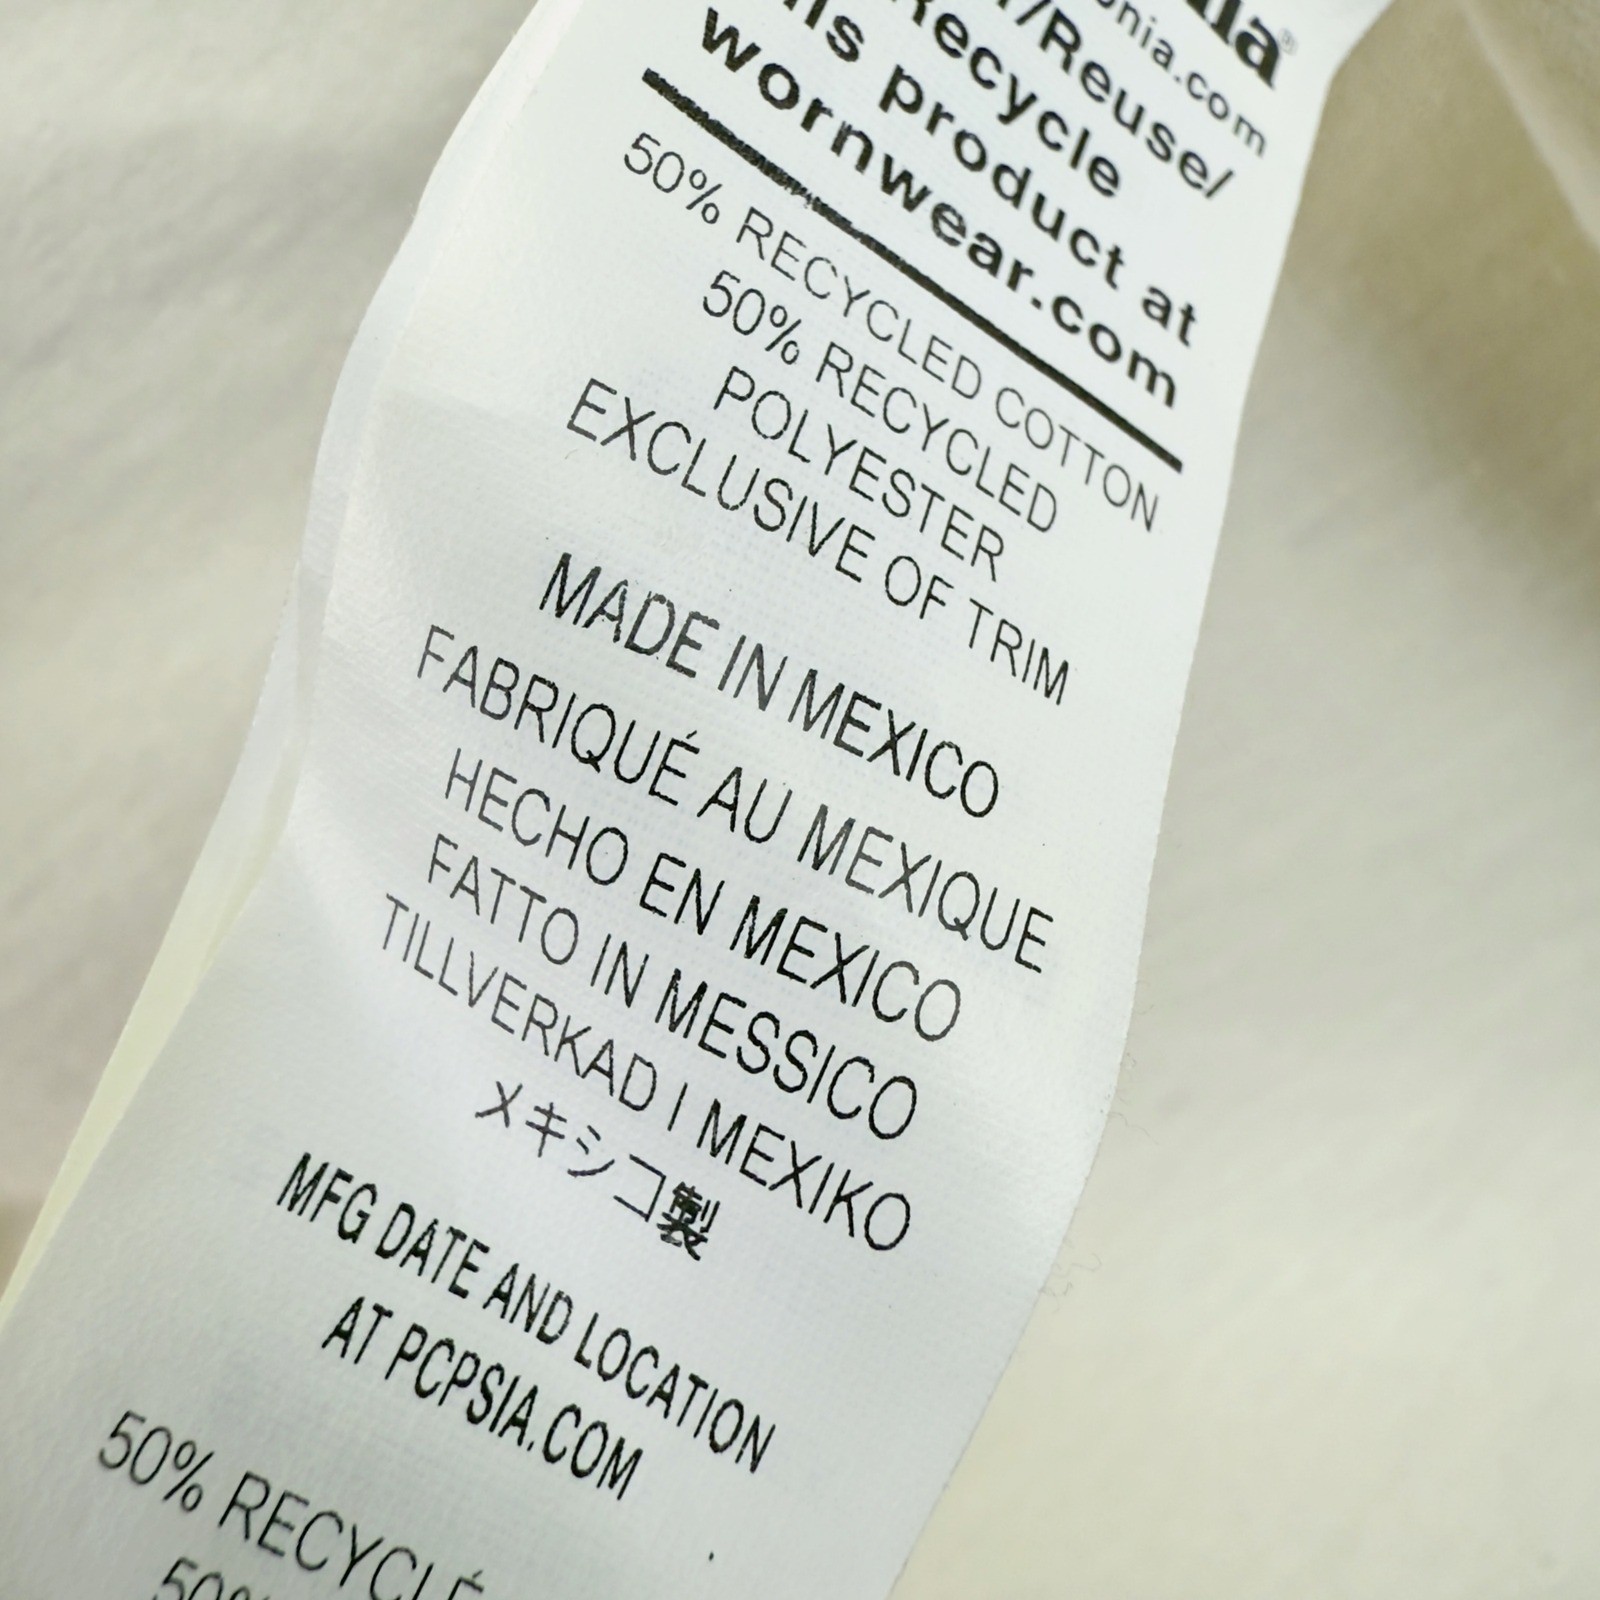 Recycle
product at
wornwear.com
50% RECYCLED COTTON
50% RECYCLED
POLYESTER
EXCLUSIVE OF TRIM
MADE IN MEXICO
FABRIQUÉ AU MEXIQUE
HECHO EN MEXICO
FATTO IN MESSICO
TILLVERKAD I MEXIKO
メキシコ製
MFG DATE AND LOCATION
AT PCPSIA.COM
50% RECYCLÉ
50%